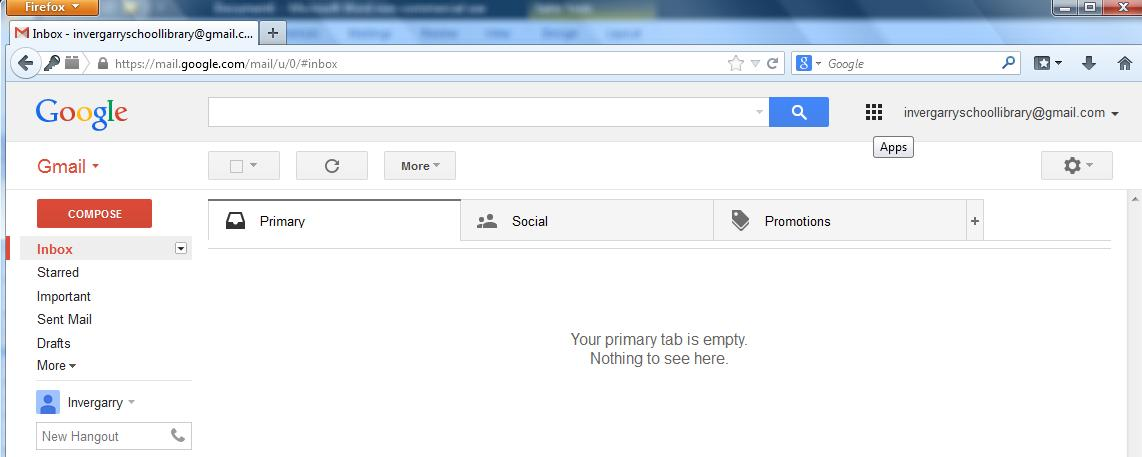 Firefox
Inbox - invergarryschoollibrary@gmail.c...
https://mail.google.com/mail/u/0/#inbox
Google
Google
invergarryschoollibrary@gmail.com
Apps
Gmail
More
COMPOSE
Primary
Social
Promotions
+
Inbox
Starred
Important
Sent Mail
Drafts
More
Your primary tab is empty.
Nothing to see here.
Invergarry
New Hangout